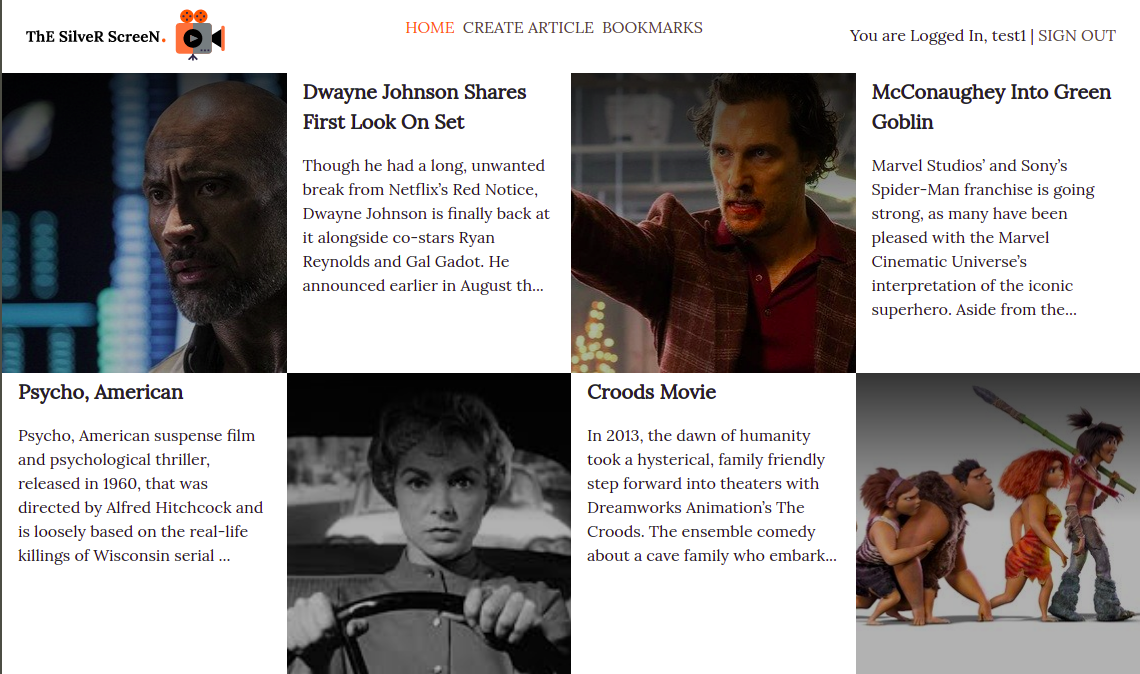 ThE SilveR ScreeN.
HOME CREATE ARTICLE BOOKMARKS
You are Logged In, test1 | SIGN OUT
Dwayne Johnson Shares
First Look On Set
Though he had a long, unwanted
break from Netflix’s Red Notice,
Dwayne Johnson is finally back at
it alongside co-stars Ryan
Reynolds and Gal Gadot. He
announced earlier in August th...
McConaughey Into Green
Goblin
Marvel Studios’ and Sony’s
Spider-Man franchise is going
strong, as many have been
pleased with the Marvel
Cinematic Universe’s
interpretation of the iconic
superhero. Aside from the...
Psycho, American
Psycho, American suspense film
and psychological thriller,
released in 1960, that was
directed by Alfred Hitchcock and
is loosely based on the real-life
killings of Wisconsin serial ...
Croods Movie
In 2013, the dawn of humanity
took a hysterical, family friendly
step forward into theaters with
Dreamworks Animation’s The
Croods. The ensemble comedy
about a cave family who embark...